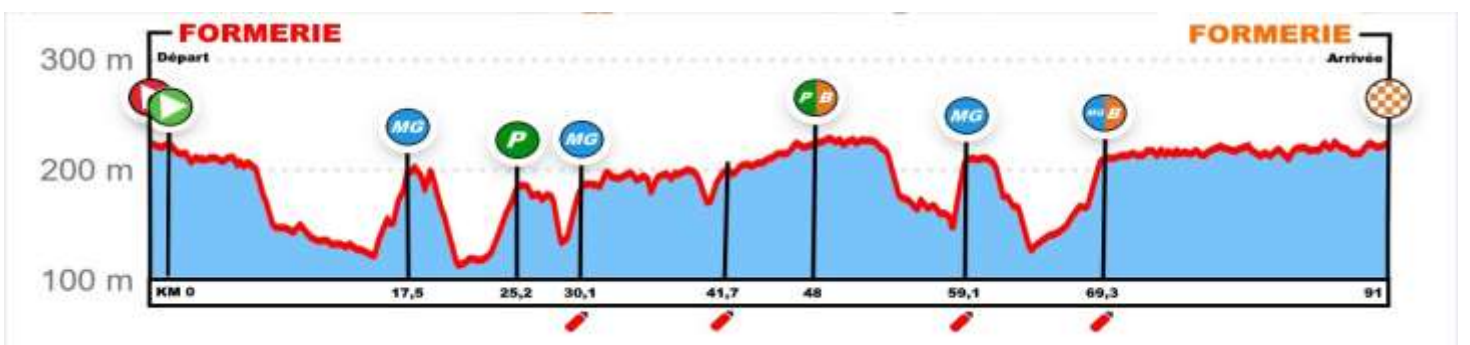 FORMERIE
Départ
FORMERIE
Arrivée
300 m
200 m
100 m
MG
P
MG
P B
MG
MG B
KM 0
17,5
25,2
30,1
41,7
48
59,1
69,3
91